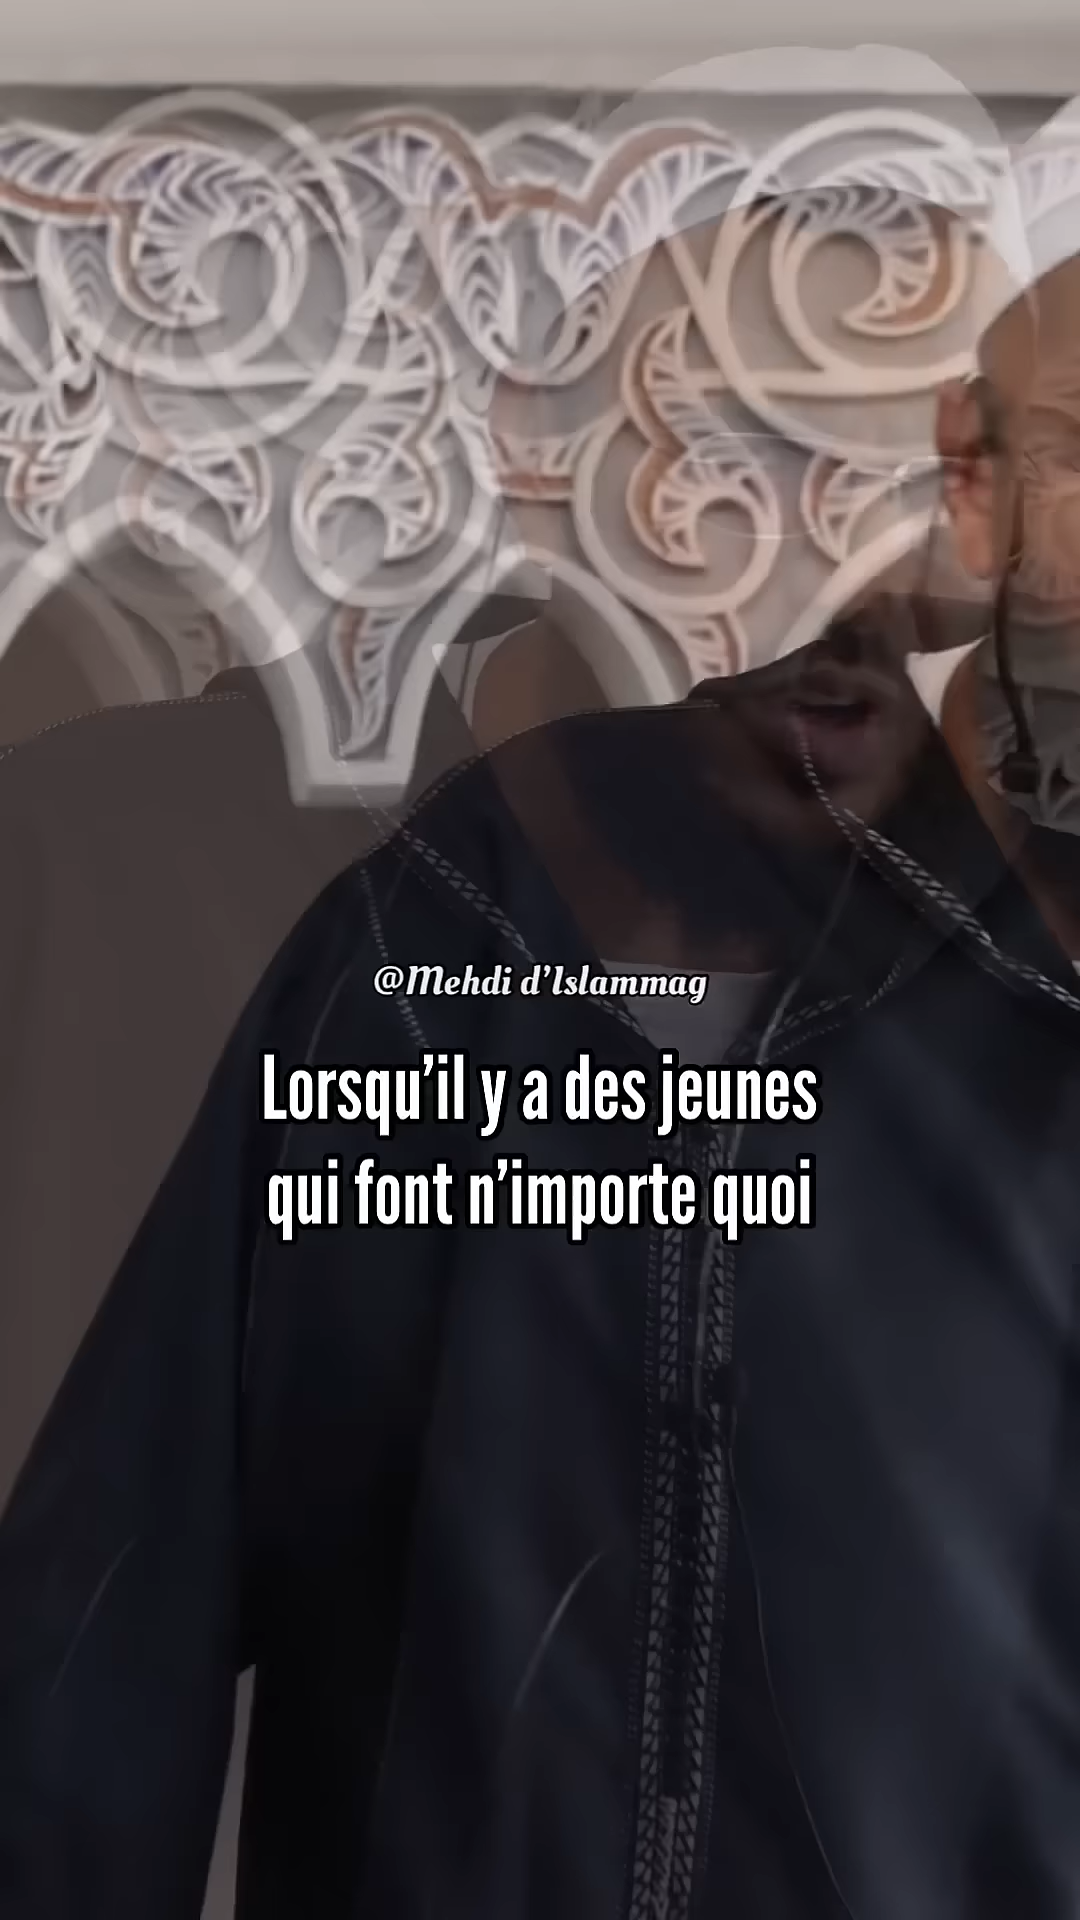 @Mehdi d’Islammag
Lorsqu’il y a des jeunes
qui font n’importe quoi